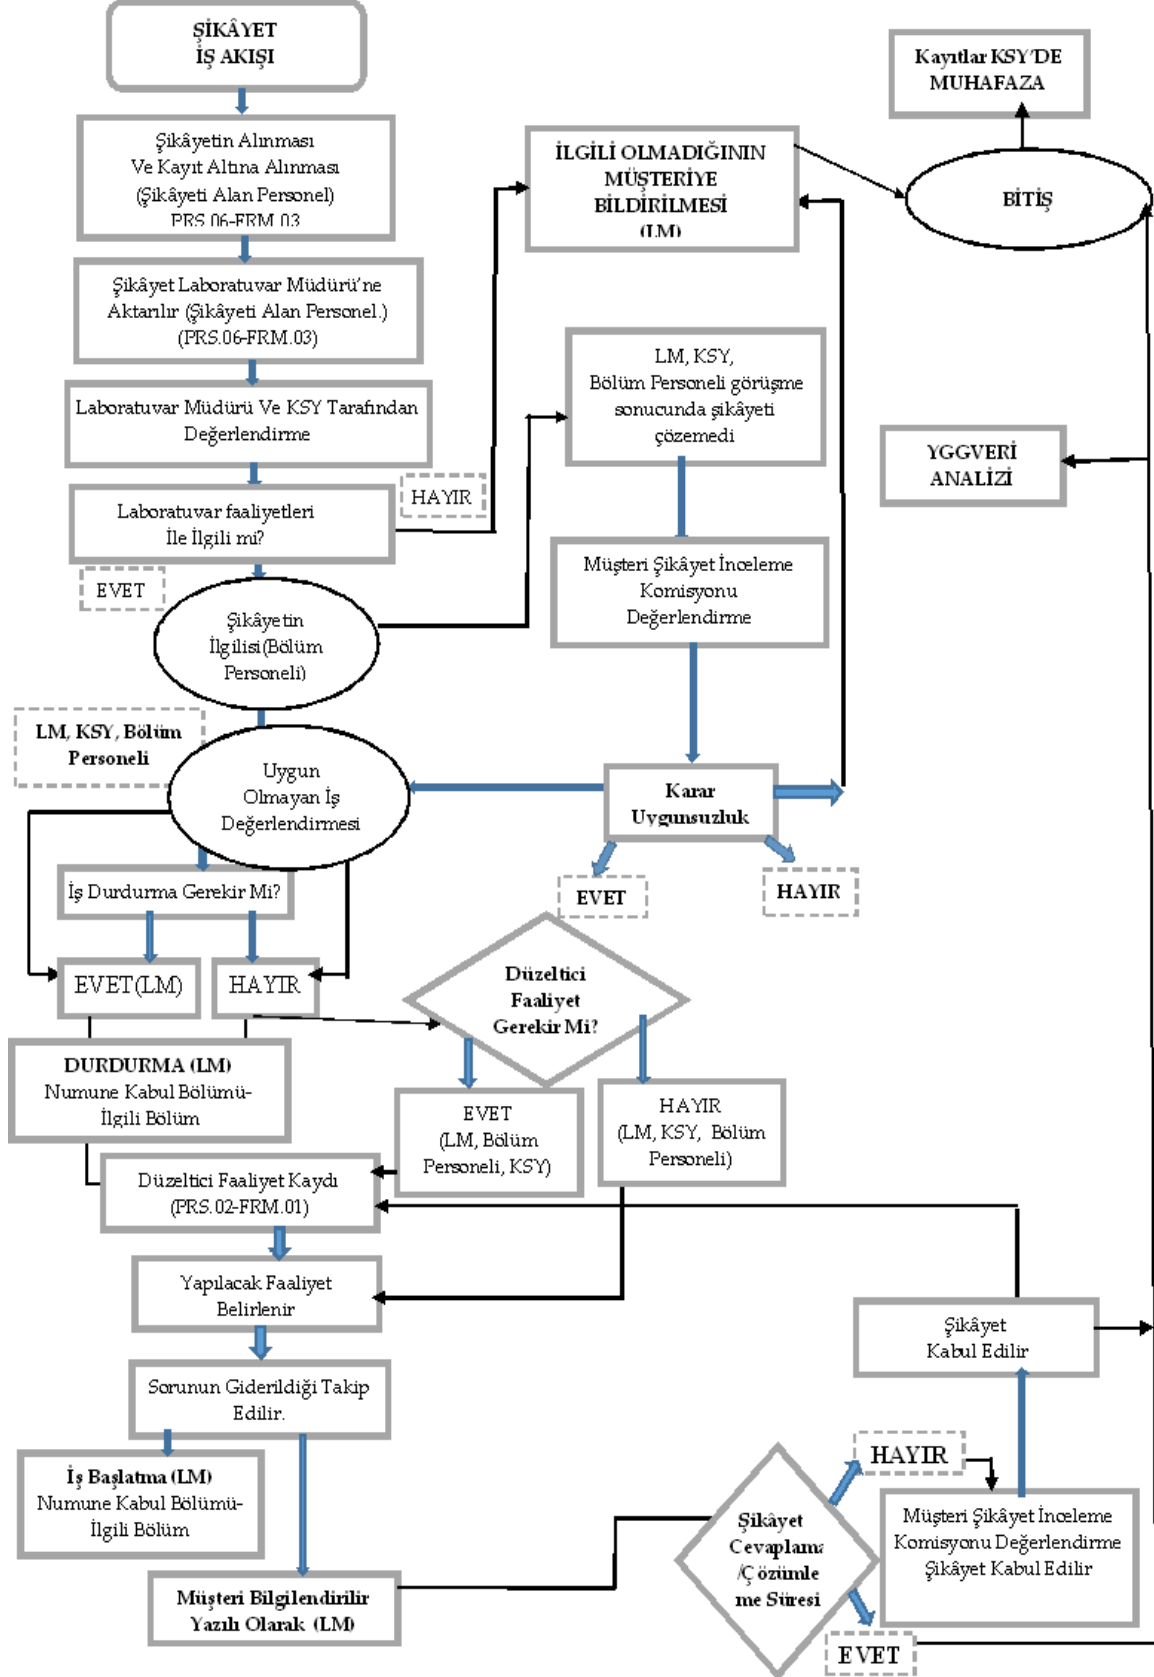 ŞİKÂYET
İŞ AKIŞI
Şikâyetin Alınması
Ve Kayıt Altına Alınması
(Şikâyeti Alan Personel)
PRS.06-FRM.03
Şikâyet Laboratuvar Müdürü'ne
Aktarılır (Şikâyeti Alan Personel.)
(PRS.06-FRM.03)
Laboratuvar Müdürü Ve KSY Tarafından
Değerlendirme
Laboratuvar faaliyetleri
İle İlgili mi?
HAYIR
EVET
Şikâyetin
İlgilisi(Bölüm
Personeli)
LM, KSY, Bölüm
Personeli
Uygun
Olmayan İş
Değerlendirmesi
İş Durdurma Gerekir Mi?
EVET(LM)
HAYIR
DURDURMA (LM)
Numune Kabul Bölümü-
İlgili Bölüm
Düzeltici Faaliyet Kaydı
(PRS.02-FRM.01)
Yapılacak Faaliyet
Belirlenir
Sorunun Giderildiği Takip
Edilir.
İş Başlatma (LM)
Numune Kabul Bölümü-
İlgili Bölüm
Müşteri Bilgilendirilir
Yazılı Olarak (LM)
İLGİLİ OLMADIĞININ
MÜŞTERİYE
BİLDİRİLMESİ
(LM)
LM, KSY,
Bölüm Personeli görüşme
sonucunda şikâyeti
çözemedi
Müşteri Şikâyet İnceleme
Komisyonu
Değerlendirme
Karar
Uygunsuzluk
EVET
HAYIR
Düzeltici
Faaliyet
Gerekir Mi?
EVET
(LM, Bölüm
Personeli, KSY)
HAYIR
(LM, KSY, Bölüm
Personeli)
Kayıtlar KSY'DE
MUHAFAZA
BİTİŞ
YGGVERİ
ANALİZİ
Şikâyet
Kabul Edilir
HAYIR
Müşteri Şikâyet İnceleme
Komisyonu Değerlendirme
Şikâyet Kabul Edilir
Şikâyet
Cevaplama
/Çözümle
me Süresi
EVET